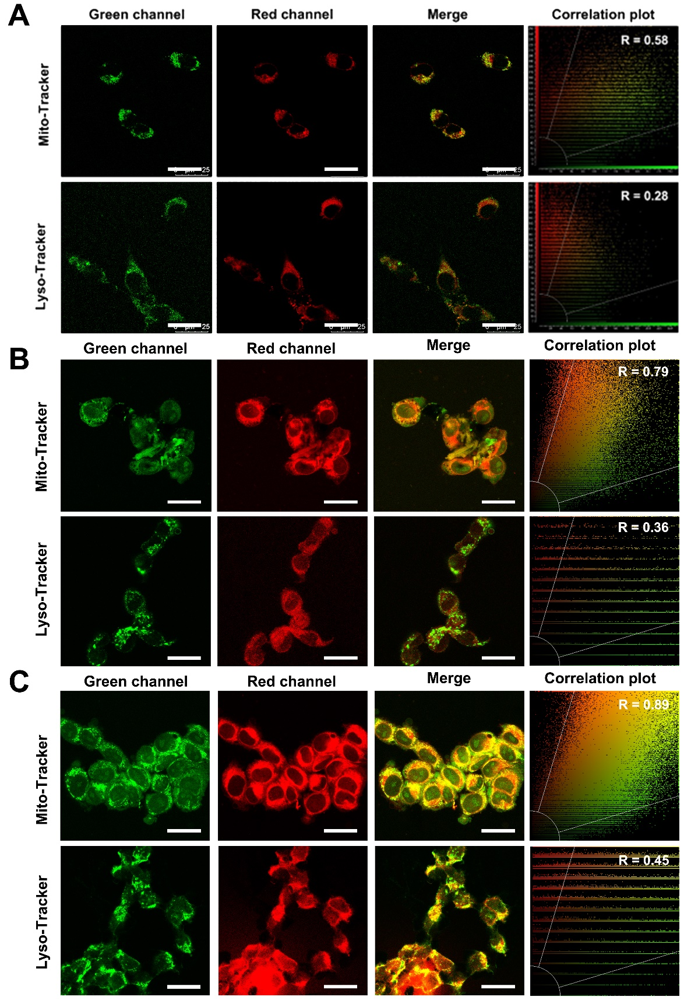 A
Green channel
Red channel
Merge
Correlation plot
Mito-Tracker
R = 0.58
0 µm 25
0 µm 25
Lyso-Tracker
R = 0.28
0 µm 25
0 µm 25
0 µm 25
B
Green channel
Red channel
Merge
Correlation plot
Mito-Tracker
R = 0.79
Lyso-Tracker
R = 0.36
C
Green channel
Red channel
Merge
Correlation plot
Mito-Tracker
R = 0.89
Lyso-Tracker
R = 0.45